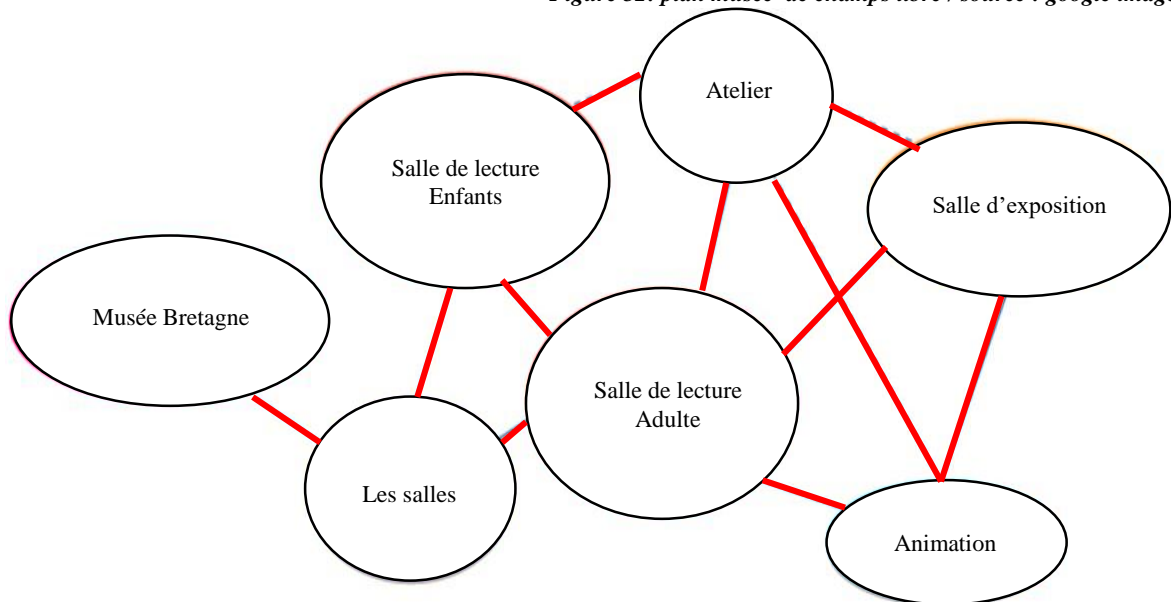 Atelier
Salle de lecture
Enfants
Salle d’exposition
Musée Bretagne
Salle de lecture
Adulte
Les salles
Animation